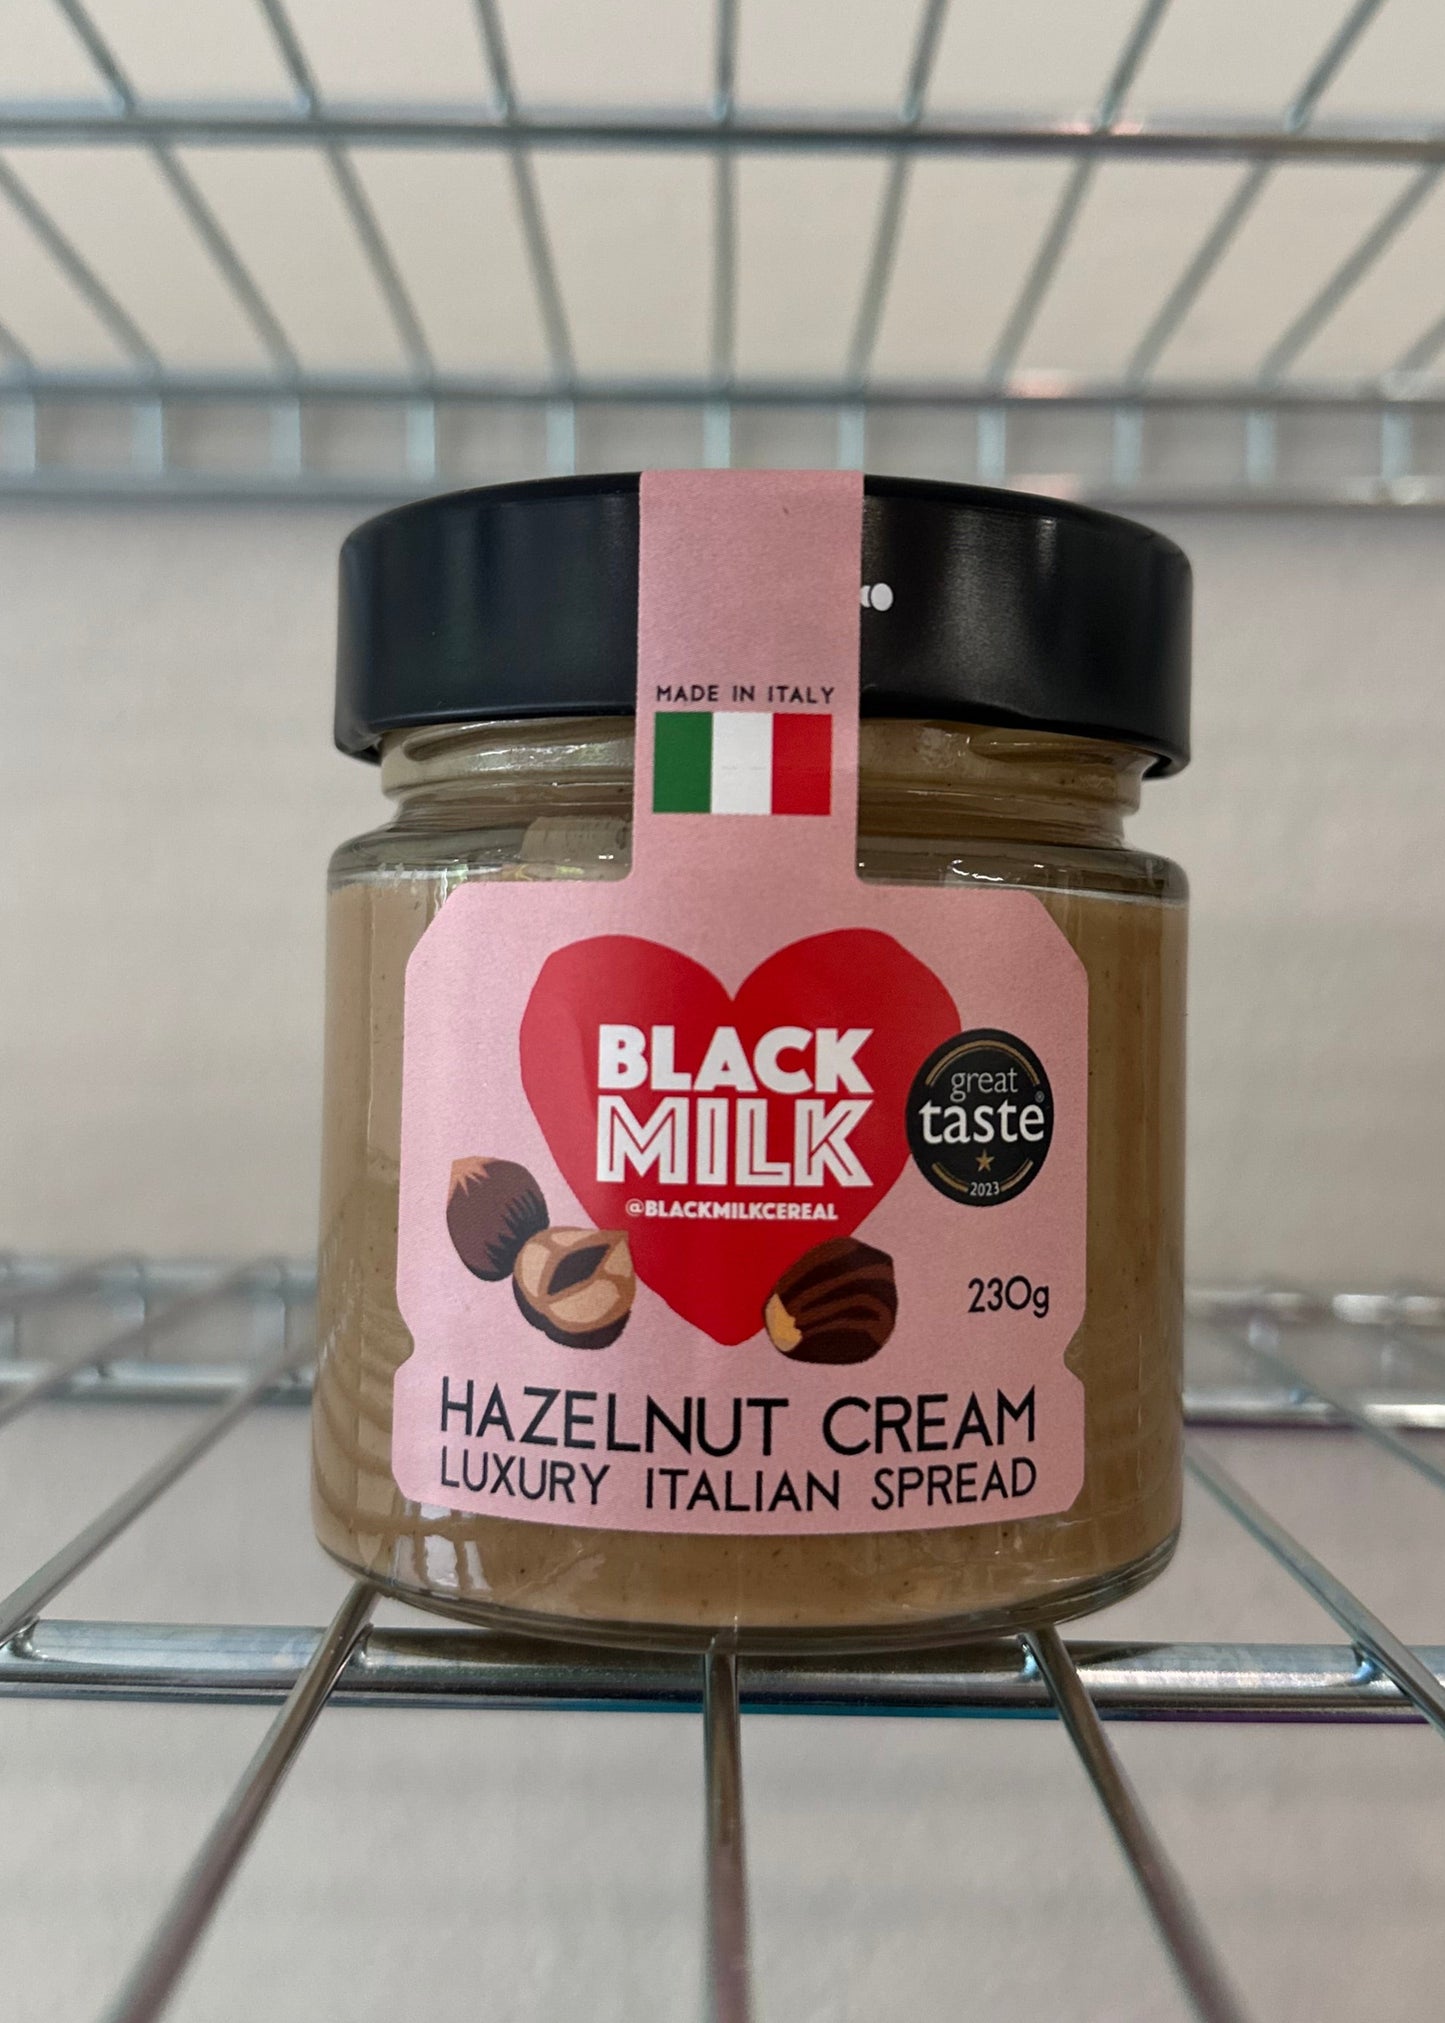 MADE IN ITALY
BLACK
MILK
@BLACKMILKCEREAL
great
taste®
2023
230g
HAZELNUT CREAM
LUXURY ITALIAN SPREAD